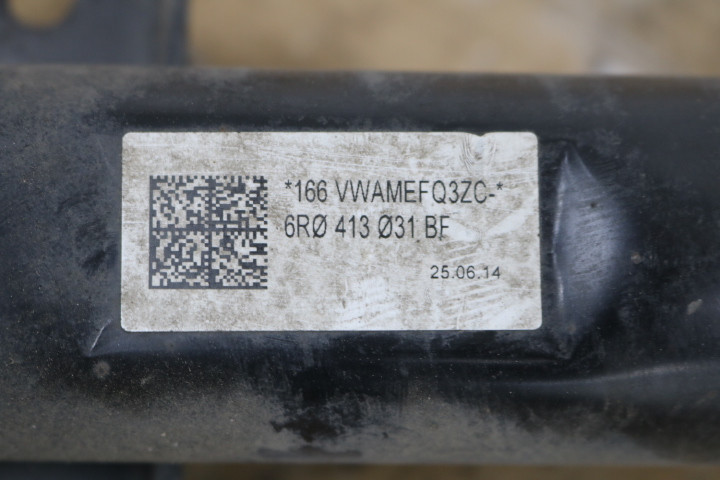 *166 VWAMEFQ3ZC-*
6RØ 413 Ø31 BF
25.06.14